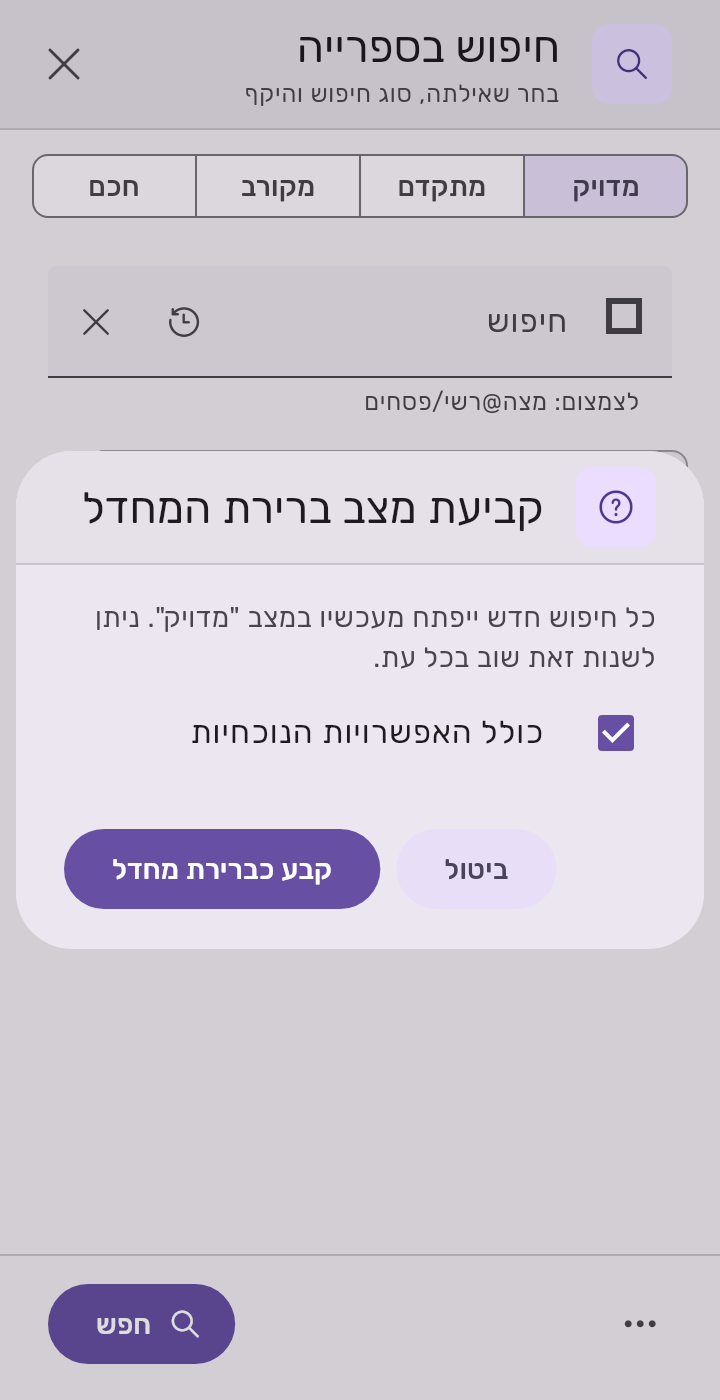 חיפוש בספרייה
בחר שאילתה, סוג חיפוש והיקף
מדויק
מתקדם
מקורב
חכם
חיפוש
לצמצום: מצה@רשי/פסחים
קביעת מצב ברירת המחדל
כל חיפוש חדש ייפתח מעכשיו במצב "מדויק". ניתן
לשנות זאת שוב בכל עת.
כולל האפשרויות הנוכחיות
ביטול
קבע כברירת מחדל
חפש